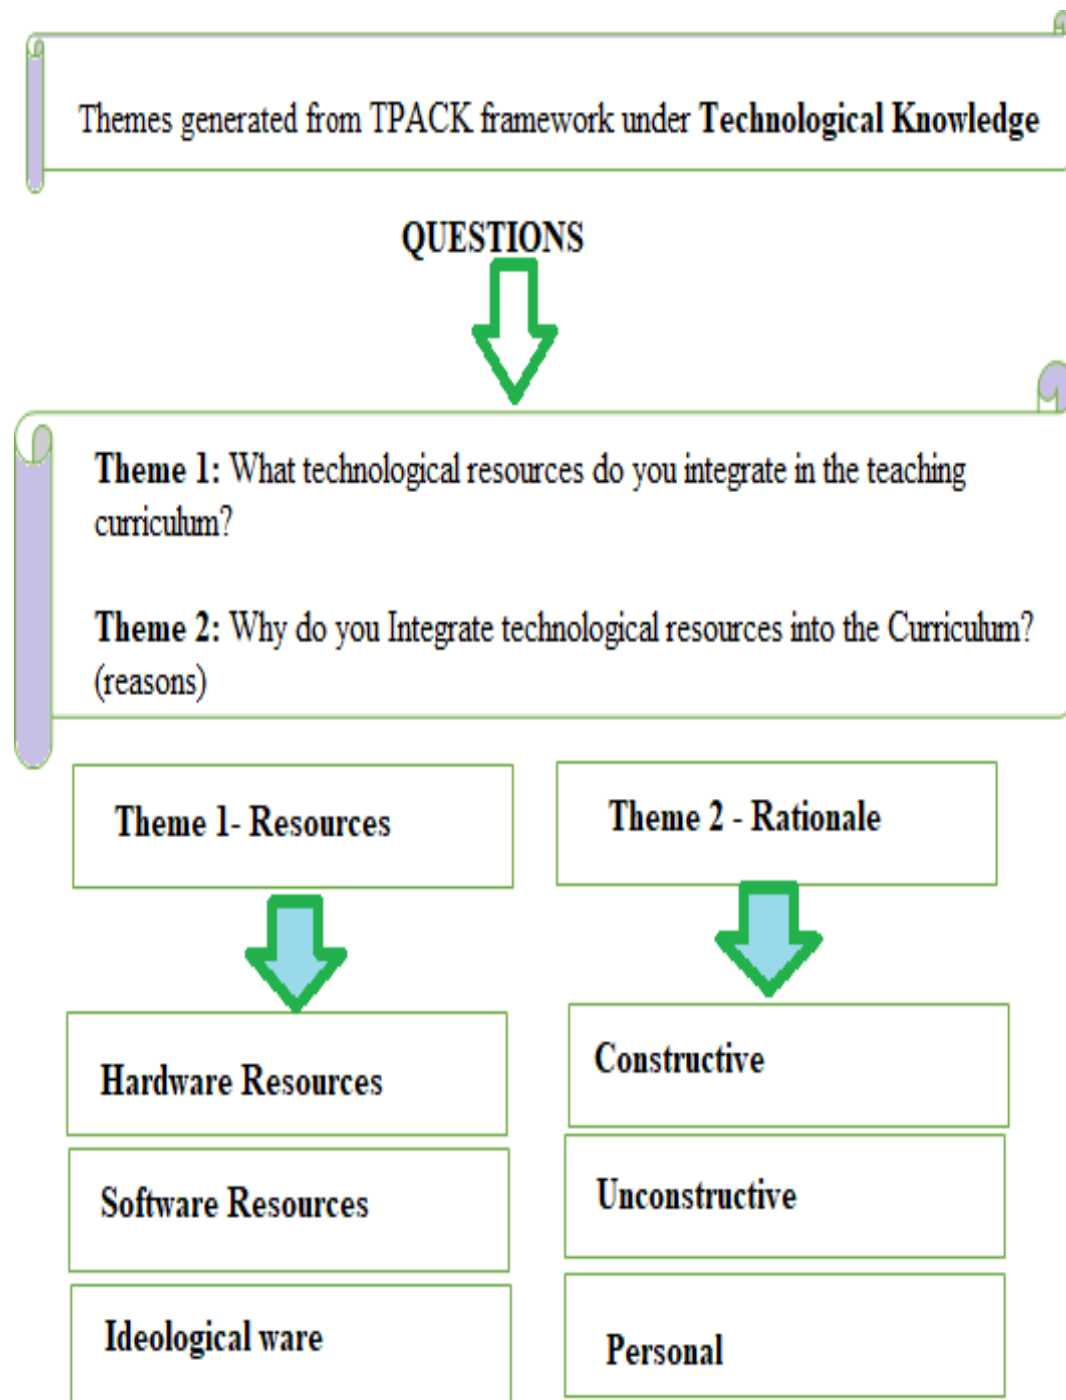 Themes generated from TPACK framework under Technological Knowledge
QUESTIONS
Theme 1: What technological resources do you integrate in the teaching
curriculum?
Theme 2: Why do you Integrate technological resources into the Curriculum?
(reasons)
Theme 1- Resources
Theme 2 - Rationale
Hardware Resources
Software Resources
Ideological ware
Constructive
Unconstructive
Personal